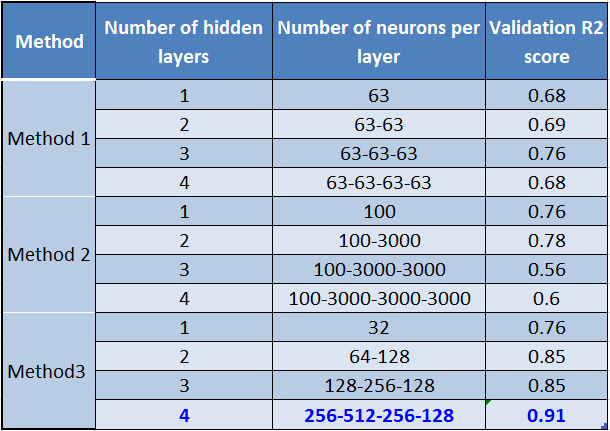 Method Number of hidden layers Number of neurons per layer Validation R2 score
Method 1
1 63 0.68
2 63-63 0.69
3 63-63-63 0.76
4 63-63-63-63 0.68
Method 2
1 100 0.76
2 100-3000 0.78
3 100-3000-3000 0.56
4 100-3000-3000-3000 0.6
Method3
1 32 0.76
2 64-128 0.85
3 128-256-128 0.85
4 256-512-256-128 0.91